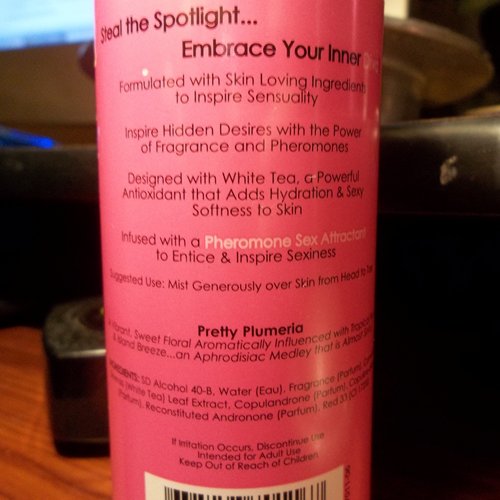 Steal the Spotlight...
Embrace Your Inner
Formulated with Skin Loving Ingredients
to Inspire Sensuality
Inspire Hidden Desires with the Power
of Fragrance and Pheromones
Designed with White Tea, a Powerful
Antioxidant that Adds Hydration & Sexy
Softness to Skin
Infused with a Pheromone Sex Attractant
to Entice & Inspire Sexiness
Suggested Use: Mist Generously over Skin from Head to Toe
Pretty Plumeria
Vibrant, Sweet Floral Aromatically Influenced with
& Island Breeze...an Aphrodisiac Medley that is Almost
INGREDIENTS: SD Alcohol 40-B, Water (Eau), Fragrance (Parfum),
(White Tea) Leaf Extract, Copulandrone (Parfum),
(Parfum), Reconstituted Andronone (Parfum), Red 33
If Irritation Occurs, Discontinue Use
Intended for Adult Use
Keep Out of Reach of Children